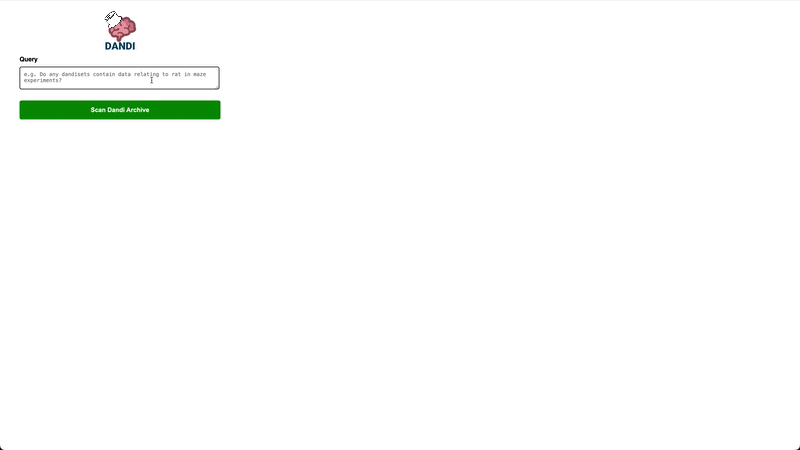 DANDI
Query
e.g. Do any dandisets contain data relating to rat in maze
experiments?
Scan Dandi Archive